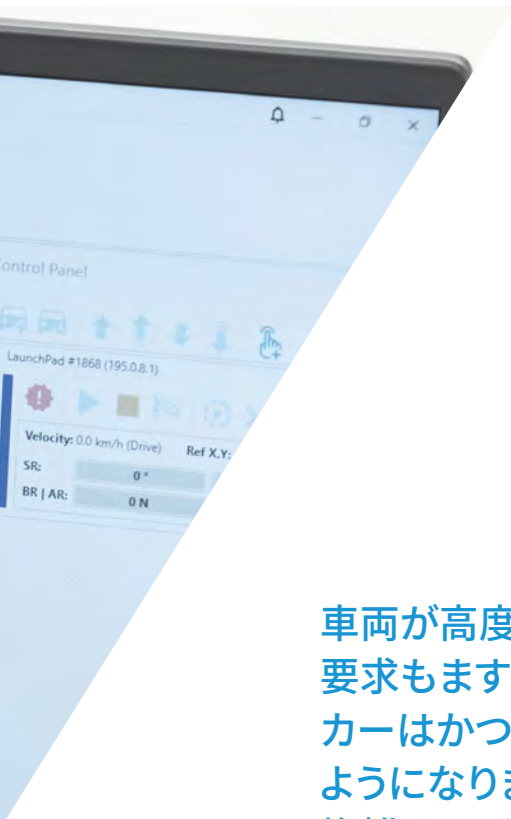 ontrol Panel
LaunchPad #1868 (195.0.8.1)
Velocity: 0.0 km/h (Drive) Ref X,Y:
SR: 0 °
BR | AR: 0 N
車両が高度
要求もます
カーはかつ
ようになりま